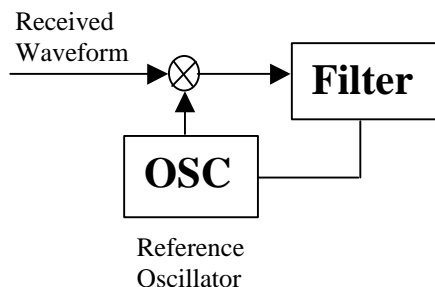 Received
Waveform
Filter
OSC
Reference
Oscillator